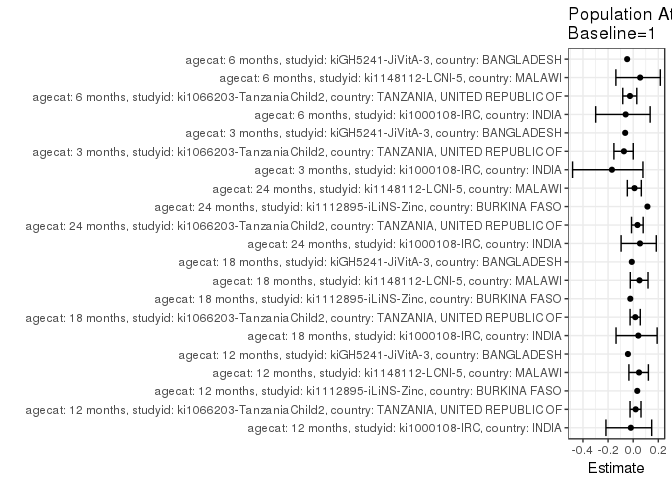 Population A
Baseline=1
agecat: 6 months, studyid: kiGH5241-JiVitA-3, country: BANGLADESH
agecat: 6 months, studyid: ki1148112-LCNI-5, country: MALAWI
agecat: 6 months, studyid: ki1066203-TanzaniaChild2, country: TANZANIA, UNITED REPUBLIC OF
agecat: 6 months, studyid: ki1000108-IRC, country: INDIA
agecat: 3 months, studyid: kiGH5241-JiVitA-3, country: BANGLADESH
agecat: 3 months, studyid: ki1066203-TanzaniaChild2, country: TANZANIA, UNITED REPUBLIC OF
agecat: 3 months, studyid: ki1000108-IRC, country: INDIA
agecat: 24 months, studyid: ki1148112-LCNI-5, country: MALAWI
agecat: 24 months, studyid: ki1112895-iLiNS-Zinc, country: BURKINA FASO
agecat: 24 months, studyid: ki1066203-TanzaniaChild2, country: TANZANIA, UNITED REPUBLIC OF
agecat: 24 months, studyid: ki1000108-IRC, country: INDIA
agecat: 18 months, studyid: kiGH5241-JiVitA-3, country: BANGLADESH
agecat: 18 months, studyid: ki1148112-LCNI-5, country: MALAWI
agecat: 18 months, studyid: ki1112895-iLiNS-Zinc, country: BURKINA FASO
agecat: 18 months, studyid: ki1066203-TanzaniaChild2, country: TANZANIA, UNITED REPUBLIC OF
agecat: 18 months, studyid: ki1000108-IRC, country: INDIA
agecat: 12 months, studyid: kiGH5241-JiVitA-3, country: BANGLADESH
agecat: 12 months, studyid: ki1148112-LCNI-5, country: MALAWI
agecat: 12 months, studyid: ki1112895-iLiNS-Zinc, country: BURKINA FASO
agecat: 12 months, studyid: ki1066203-TanzaniaChild2, country: TANZANIA, UNITED REPUBLIC OF
agecat: 12 months, studyid: ki1000108-IRC, country: INDIA
-0.4 -0.2 0.0 0.2
Estimate